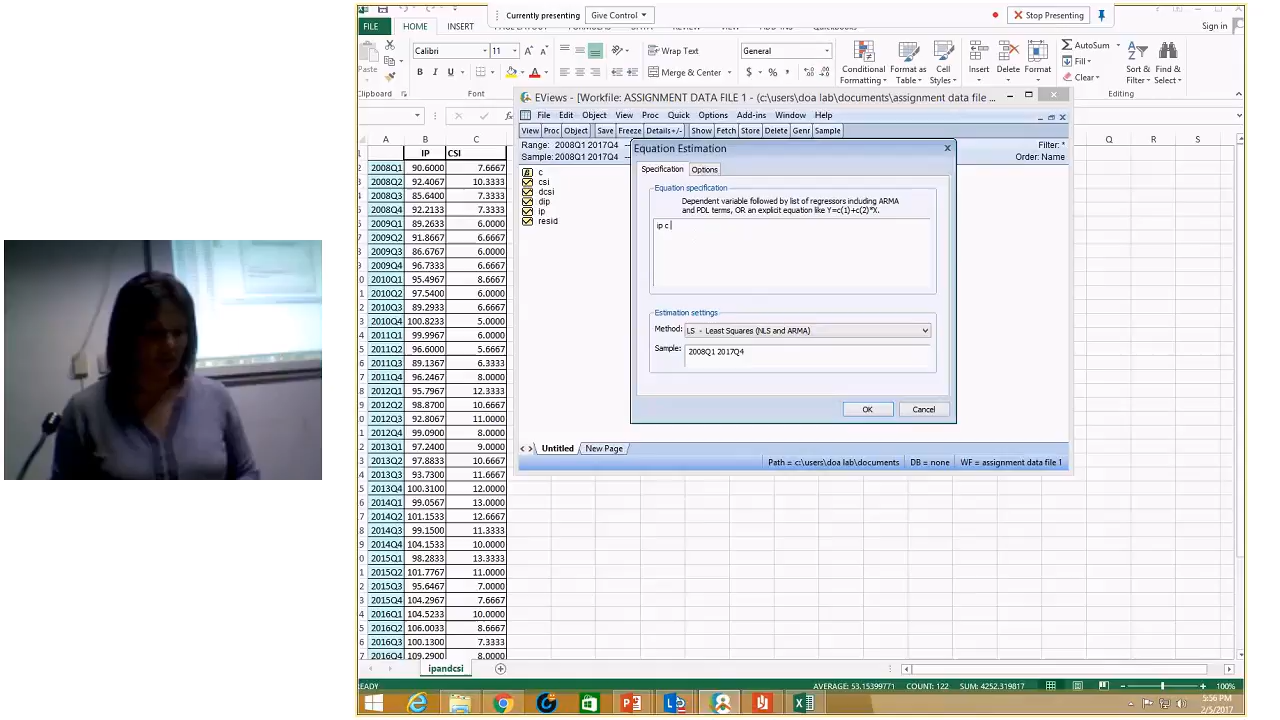 Currently presenting Give Control Stop Presenting
FILE HOME INSERT Sign in
Calibri 11 Wrap Text General AutoSum
Paste B I U Merge & Center $ % Conditional Formatting Format as Table Cell Styles Insert Delete Format Fill Clear Sort & Filter Find & Select
Clipboard Font Editing
EViews - [Workfile: ASSIGNMENT DATA FILE 1 - (c:\users\doa lab\documents\assignment data file ...
File Edit Object View Proc Quick Options Add-ins Window Help
View Proc Object Save Freeze Details+/- Show Fetch Store Delete Genr Sample
Range: 2008Q1 2017Q4 Filter: *
Sample: 2008Q1 2017Q4 Order: Name
c
csi
dcsi
dip
ip
resid
Equation Estimation
Specification Options
Equation specification
Dependent variable followed by list of regressors including ARMA
and PDL terms, OR an explicit equation like Y=c(1)+c(2)*X.
ip c
Estimation settings
Method: LS - Least Squares (NLS and ARMA)
Sample: 2008Q1 2017Q4
OK Cancel
Untitled New Page
Path = c:\users\doa lab\documents DB = none WF = assignment data file 1
A B C P Q R S
IP CSI
2008Q1 90.6000 7.6667
2008Q2 92.4067 10.3333
2008Q3 85.6400 7.3333
2008Q4 92.2133 7.3333
2009Q1 89.2633 6.0000
2009Q2 91.8667 6.6667
2009Q3 86.6767 6.0000
2009Q4 96.7333 6.6667
2010Q1 95.4967 8.6667
2010Q2 97.5400 6.0000
2010Q3 89.2933 6.6667
2010Q4 100.8233 5.0000
2011Q1 99.9967 6.0000
2011Q2 96.6000 5.6667
2011Q3 89.1367 6.3333
2011Q4 96.2467 8.0000
2012Q1 95.7967 12.3333
2012Q2 98.8700 10.6667
2012Q3 92.8067 11.0000
2012Q4 99.0900 8.0000
2013Q1 97.2400 9.0000
2013Q2 97.8833 10.6667
2013Q3 93.7300 11.6667
2013Q4 100.3100 12.0000
2014Q1 99.0567 13.0000
2014Q2 101.1533 12.6667
2014Q3 99.1500 11.3333
2014Q4 104.1533 10.0000
2015Q1 98.2833 13.3333
2015Q2 101.7767 11.0000
2015Q3 95.6467 7.0000
2015Q4 104.2967 7.6667
2016Q1 104.5233 10.0000
2016Q2 106.0033 8.6667
2016Q3 100.1300 7.3333
2016Q4 109.2900 8.0000
ipandcsi
EADY AVERAGE: 53.15399771 COUNT: 122 SUM: 4252.319817 100%
5:56 PM
2/5/2017